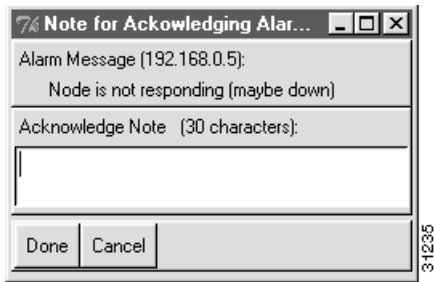 Note for Ackowledging Alar...
Alarm Message (192.168.0.5):
Node is not responding (maybe down)
Acknowledge Note (30 characters):
Done Cancel
31235